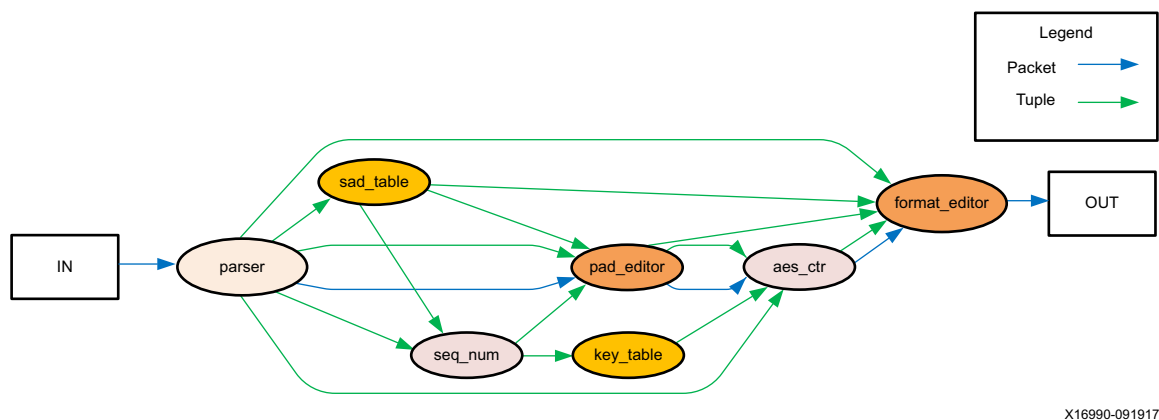 Legend
Packet
Tuple
sad_table
format_editor
OUT
IN
parser
pad_editor
aes_ctr
seq_num
key_table
X16990-091917